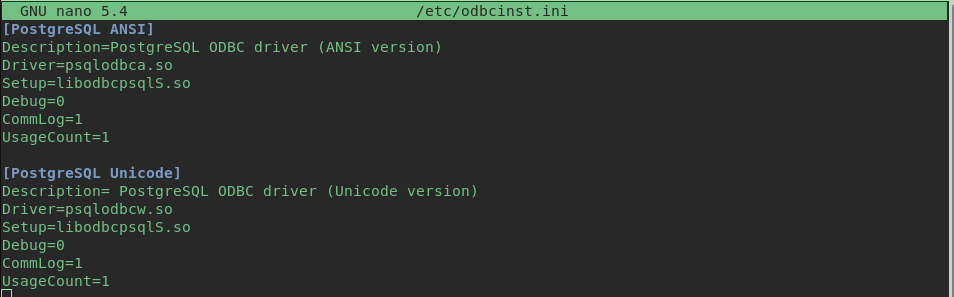 GNU nano 5.4 /etc/odbcinst.ini
[PostgreSQL ANSI]
Description=PostgreSQL ODBC driver (ANSI version)
Driver=psqlodbca.so
Setup=libodbcpsqlS.so
Debug=0
CommLog=1
UsageCount=1
[PostgreSQL Unicode]
Description= PostgreSQL ODBC driver (Unicode version)
Driver=psqlodbcw.so
Setup=libodbcpsqlS.so
Debug=0
CommLog=1
UsageCount=1